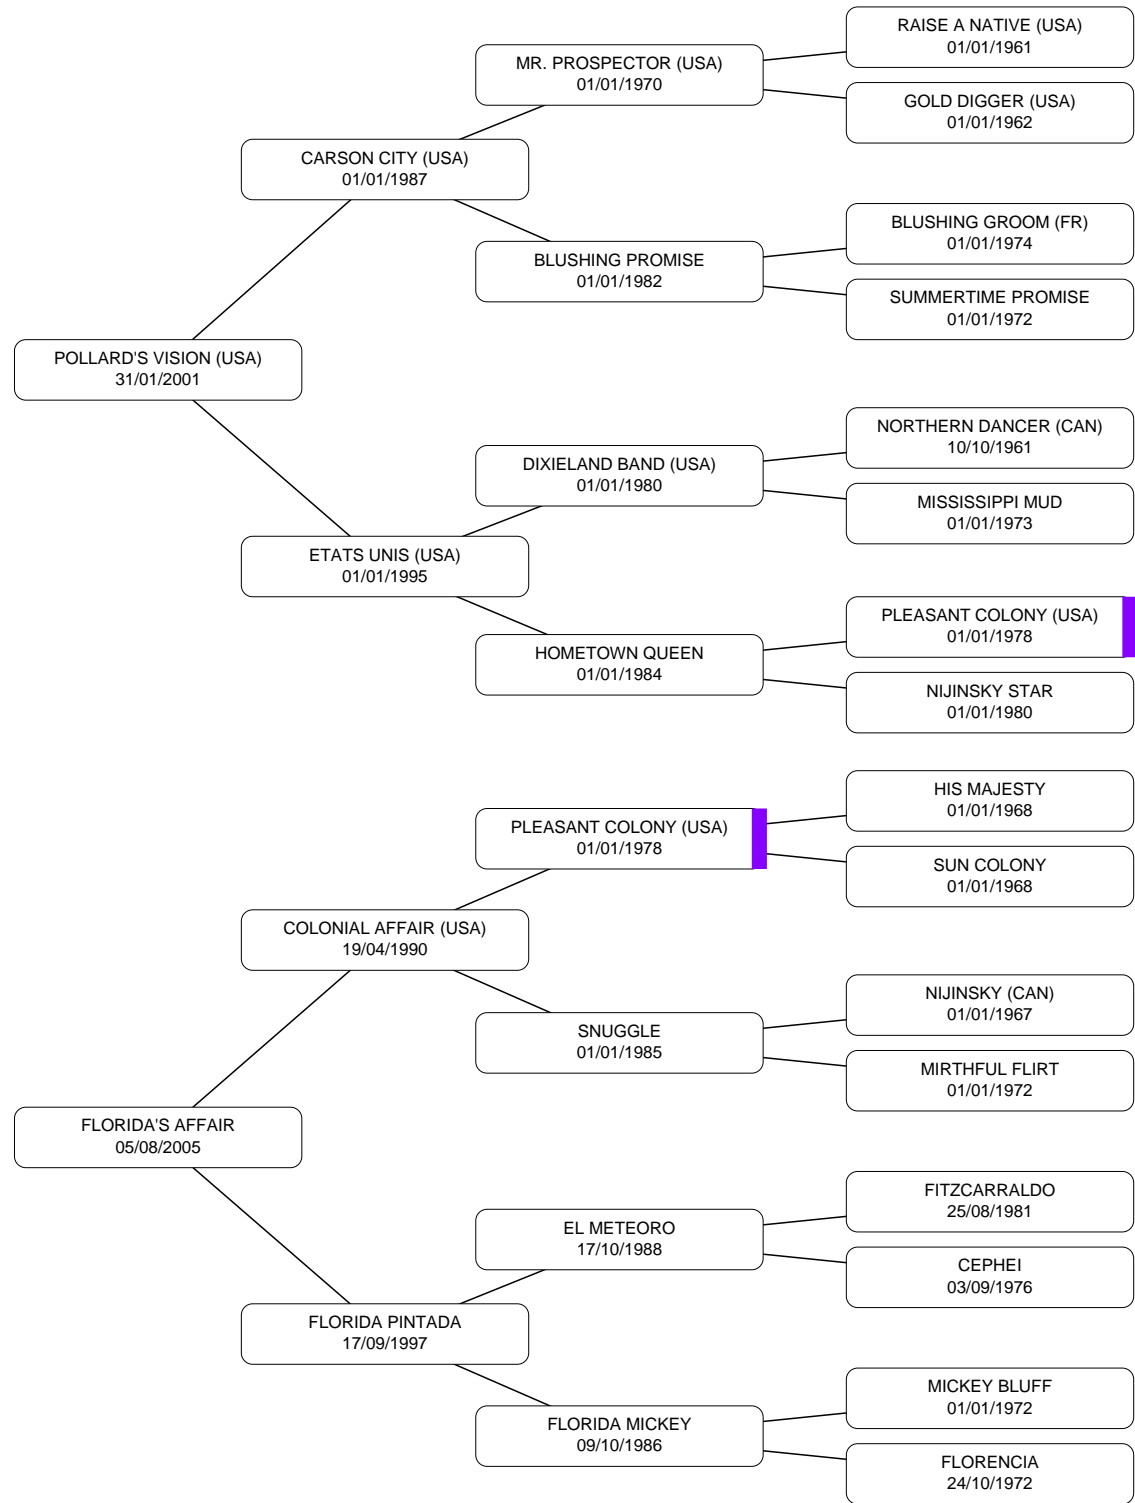 RAISE A NATIVE (USA)
01/01/1961
MR. PROSPECTOR (USA)
01/01/1970
GOLD DIGGER (USA)
01/01/1962
CARSON CITY (USA)
01/01/1987
BLUSHING GROOM (FR)
01/01/1974
BLUSHING PROMISE
01/01/1982
SUMMERTIME PROMISE
01/01/1972
POLLARD'S VISION (USA)
31/01/2001
NORTHERN DANCER (CAN)
10/10/1961
DIXIELAND BAND (USA)
01/01/1980
MISSISSIPPI MUD
01/01/1973
ETATS UNIS (USA)
01/01/1995
PLEASANT COLONY (USA)
01/01/1978
HOMETOWN QUEEN
01/01/1984
NIJINSKY STAR
01/01/1980
HIS MAJESTY
01/01/1968
PLEASANT COLONY (USA)
01/01/1978
SUN COLONY
01/01/1968
COLONIAL AFFAIR (USA)
19/04/1990
NIJINSKY (CAN)
01/01/1967
SNUGGLE
01/01/1985
MIRTHFUL FLIRT
01/01/1972
FLORIDA'S AFFAIR
05/08/2005
FITZCARRALDO
25/08/1981
EL METEORO
17/10/1988
CEPHEI
03/09/1976
FLORIDA PINTADA
17/09/1997
MICKEY BLUFF
01/01/1972
FLORIDA MICKEY
09/10/1986
FLORENCIA
24/10/1972